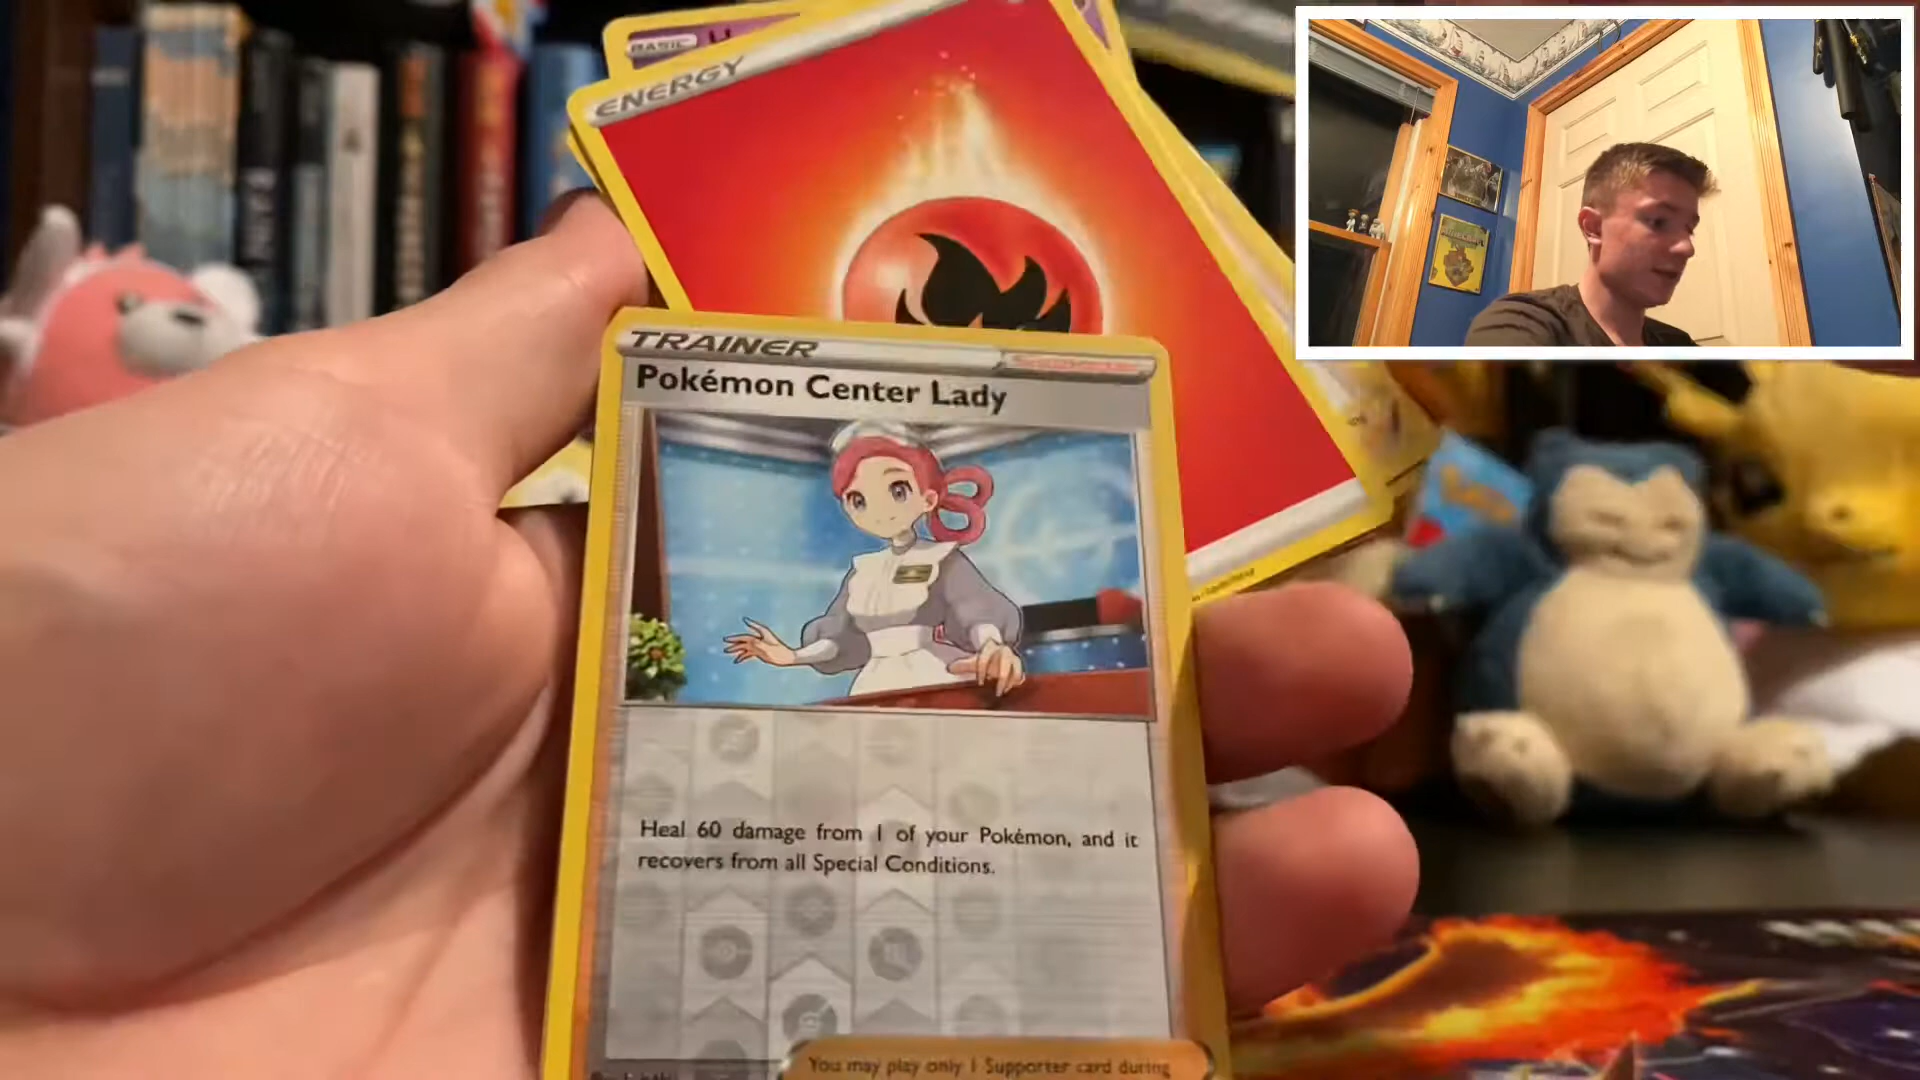 BASIC
ENERGY
TRAINER
Pokémon Center Lady
Heal 60 damage from 1 of your Pokémon, and it
recovers from all Special Conditions.
You may play only 1 Supporter card during
MINECRAFT